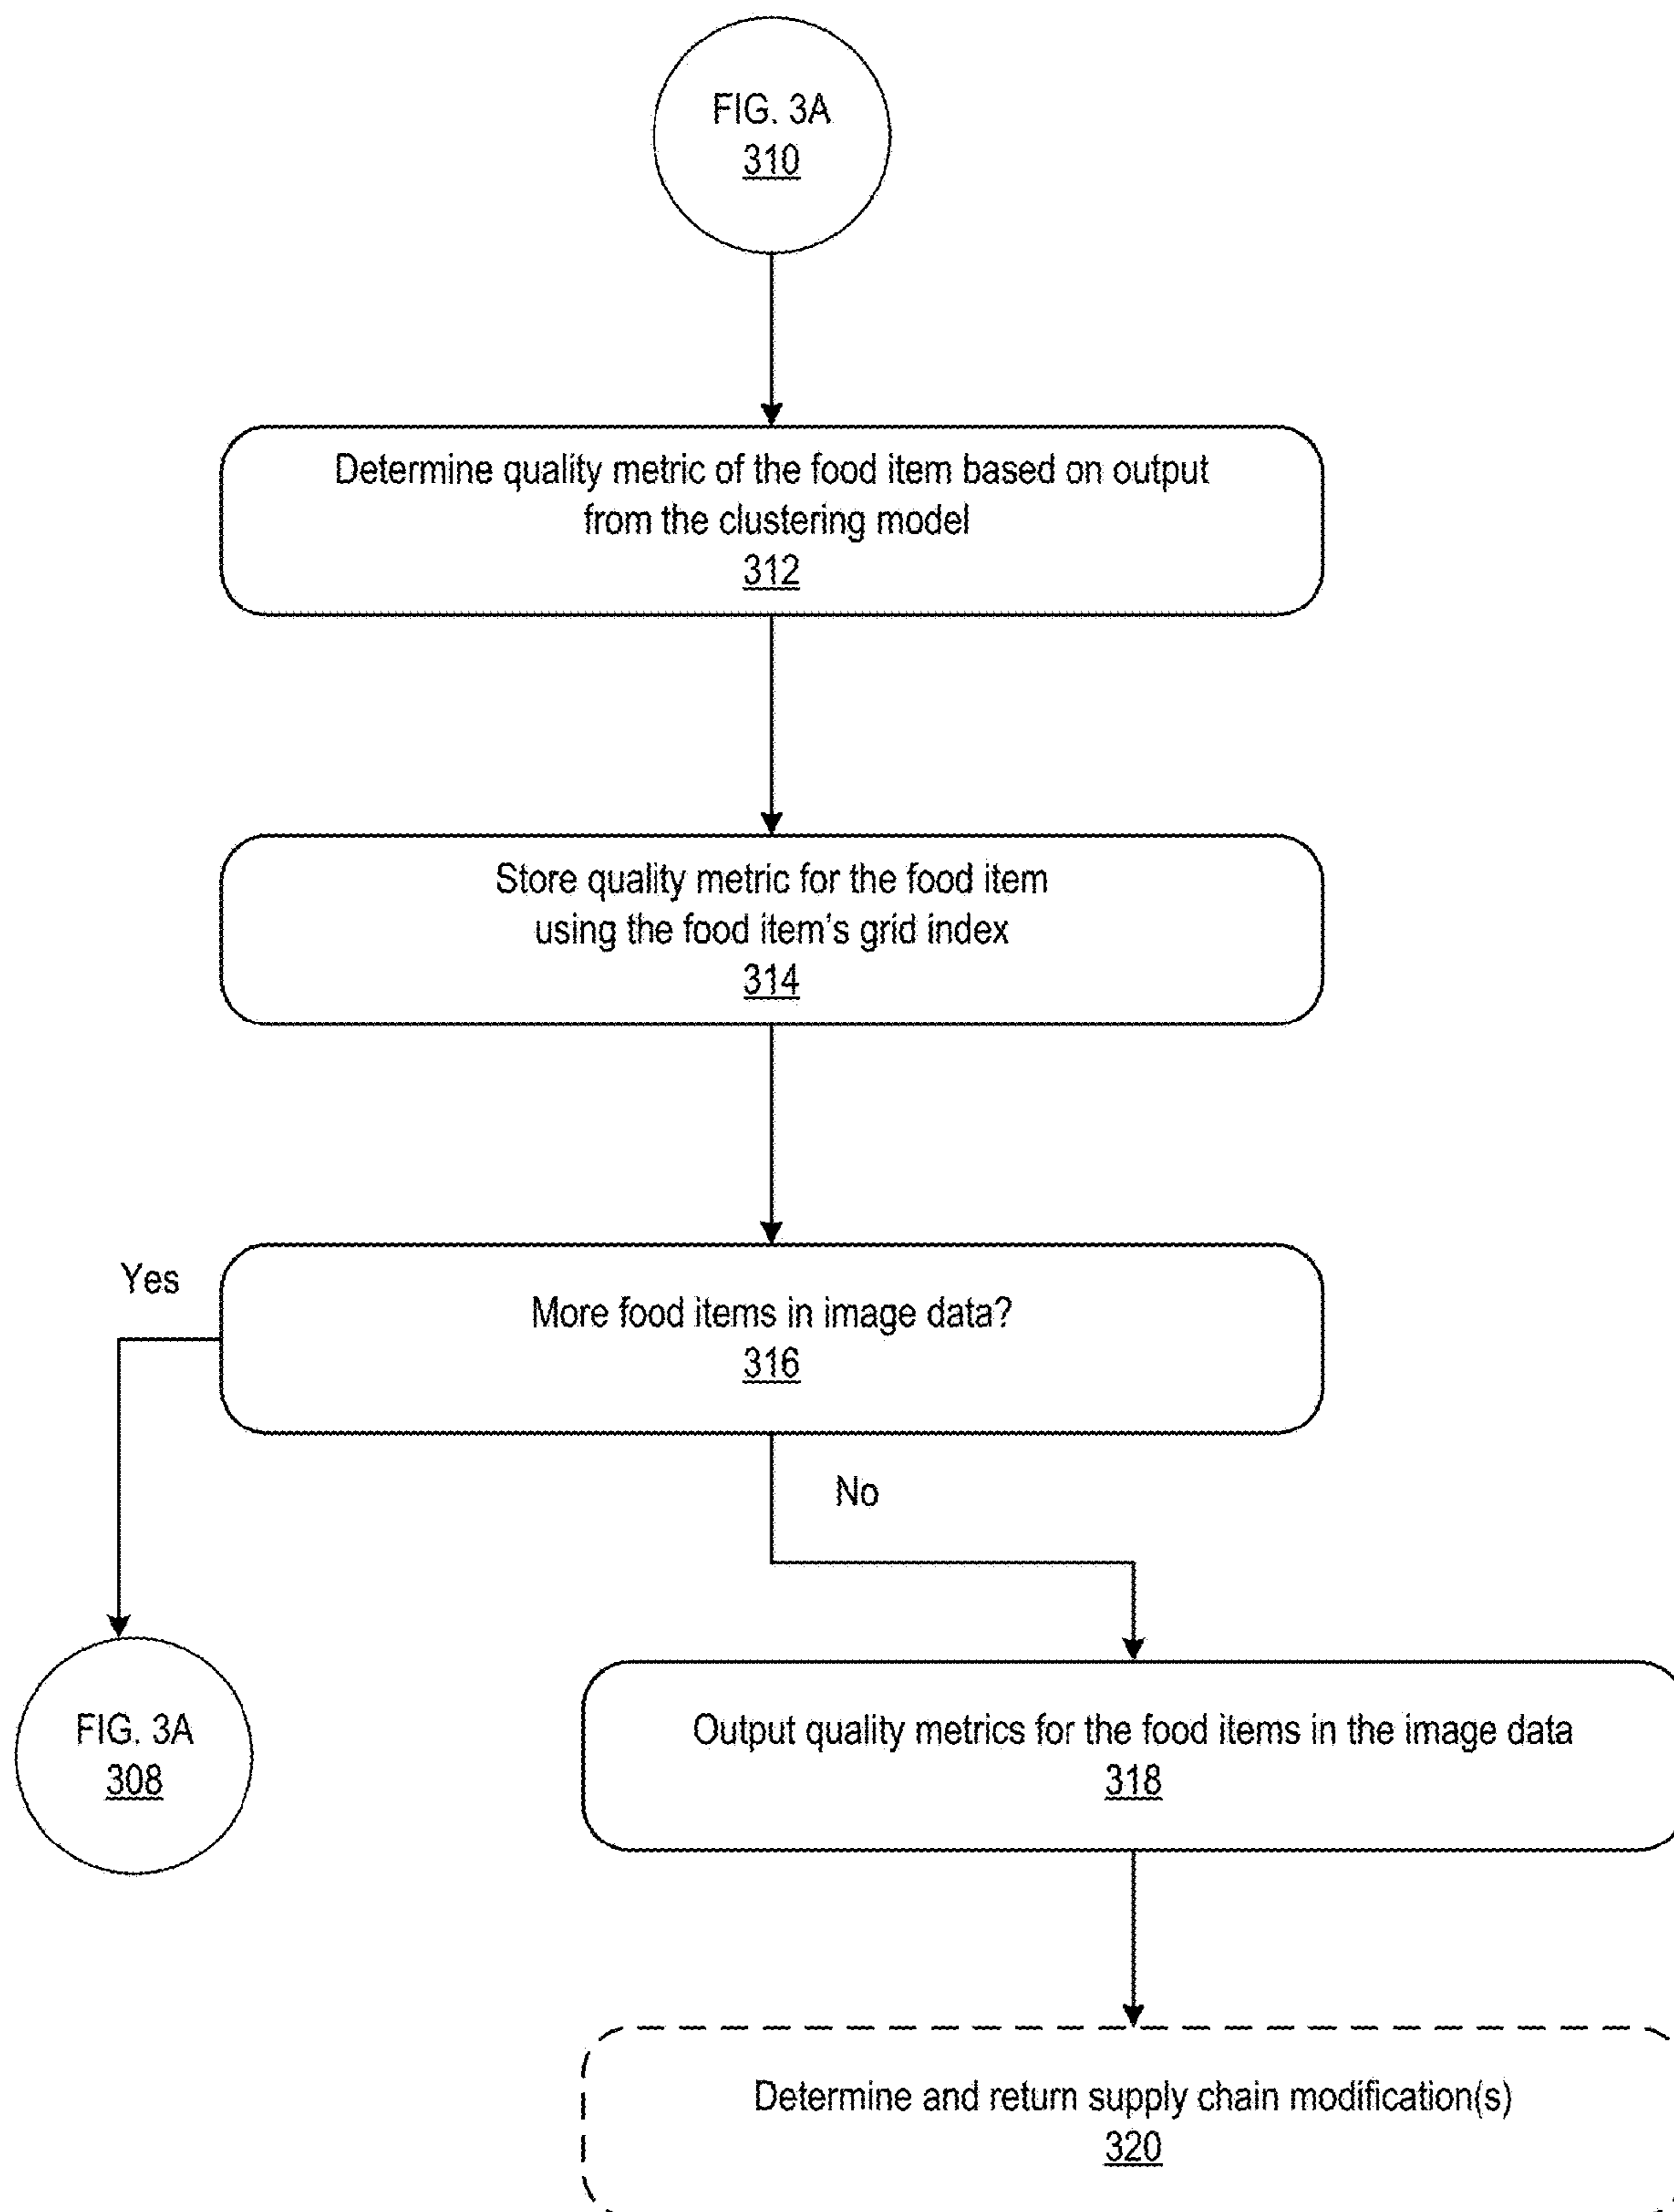 FIG. 3A
310
Determine quality metric of the food item based on output
from the clustering model
312
Store quality metric for the food item
using the food item's grid index
314
Yes
More food items in image data?
316
No
FIG. 3A
308
Output quality metrics for the food items in the image data
318
Determine and return supply chain modification(s)
320